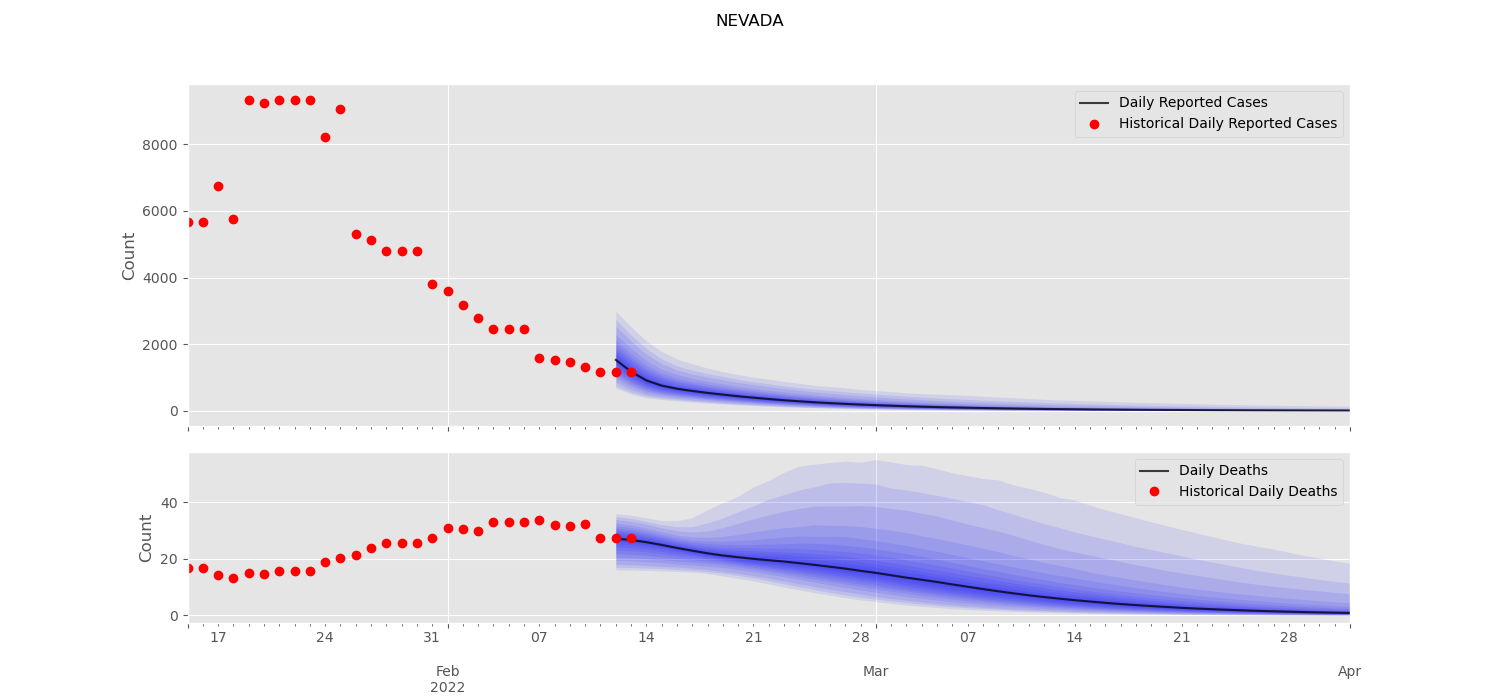 NEVADA
Daily Reported Cases
Historical Daily Reported Cases
Count
8000
6000
4000
2000
0
Daily Deaths
Historical Daily Deaths
Count
40
20
0
17 24 31 07 14 21 28 07 14 21 28
Feb Mar Apr
2022